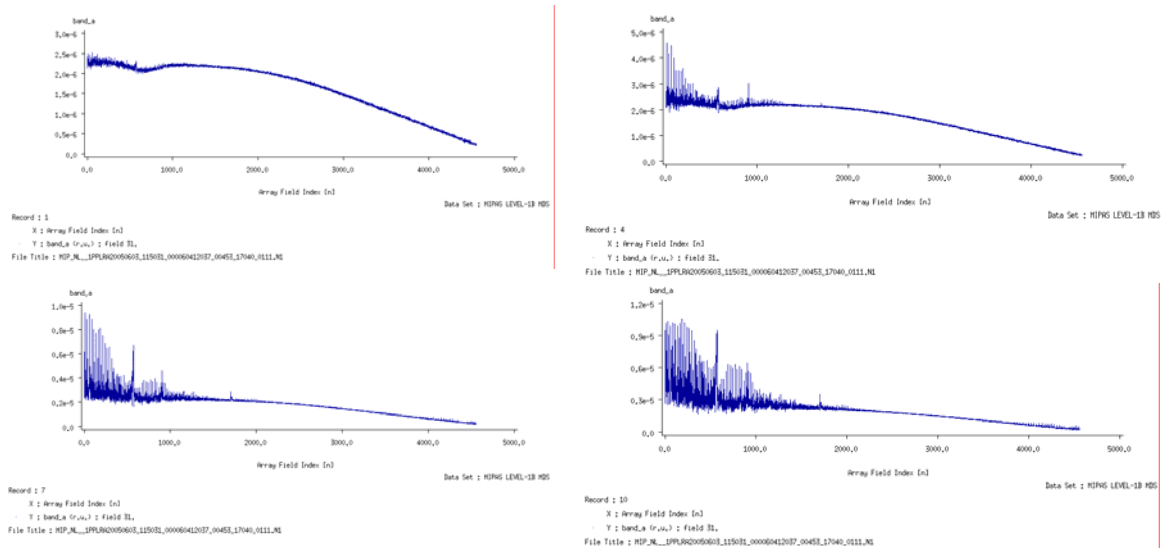 band_a
3.0e-6
2.5e-6
2.0e-6
1.5e-6
1.0e-6
0.5e-6
0.0
0.0 1000.0 2000.0 3000.0 4000.0 5000.0
Array Field Index [n]
Data Set : MIPAS LEVEL-1B MDS
Record : 1
X : Array Field Index [n]
Y : band_a (r.u.) : field 31.
File Title : MIP_NL__1PPLRA20050603_115031_000060412037_00453_17040_0111.N1
band_a
5.0e-6
4.0e-6
3.0e-6
2.0e-6
1.0e-6
0.0
0.0 1000.0 2000.0 3000.0 4000.0 5000.0
Array Field Index [n]
Data Set : MIPAS LEVEL-1B MDS
Record : 4
X : Array Field Index [n]
Y : band_a (r.u.) : field 31.
File Title : MIP_NL__1PPLRA20050603_115031_000060412037_00453_17040_0111.N1
band_a
1.0e-5
0.8e-5
0.6e-5
0.4e-5
0.2e-5
0.0
0.0 1000.0 2000.0 3000.0 4000.0 5000.0
Array Field Index [n]
Data Set : MIPAS LEVEL-1B MDS
Record : 7
X : Array Field Index [n]
Y : band_a (r.u.) : field 31.
File Title : MIP_NL__1PPLRA20050603_115031_000060412037_00453_17040_0111.N1
band_a
1.2e-5
0.9e-5
0.6e-5
0.3e-5
0.0
0.0 1000.0 2000.0 3000.0 4000.0 5000.0
Array Field Index [n]
Data Set : MIPAS LEVEL-1B MDS
Record : 10
X : Array Field Index [n]
Y : band_a (r.u.) : field 31.
File Title : MIP_NL__1PPLRA20050603_115031_000060412037_00453_17040_0111.N1